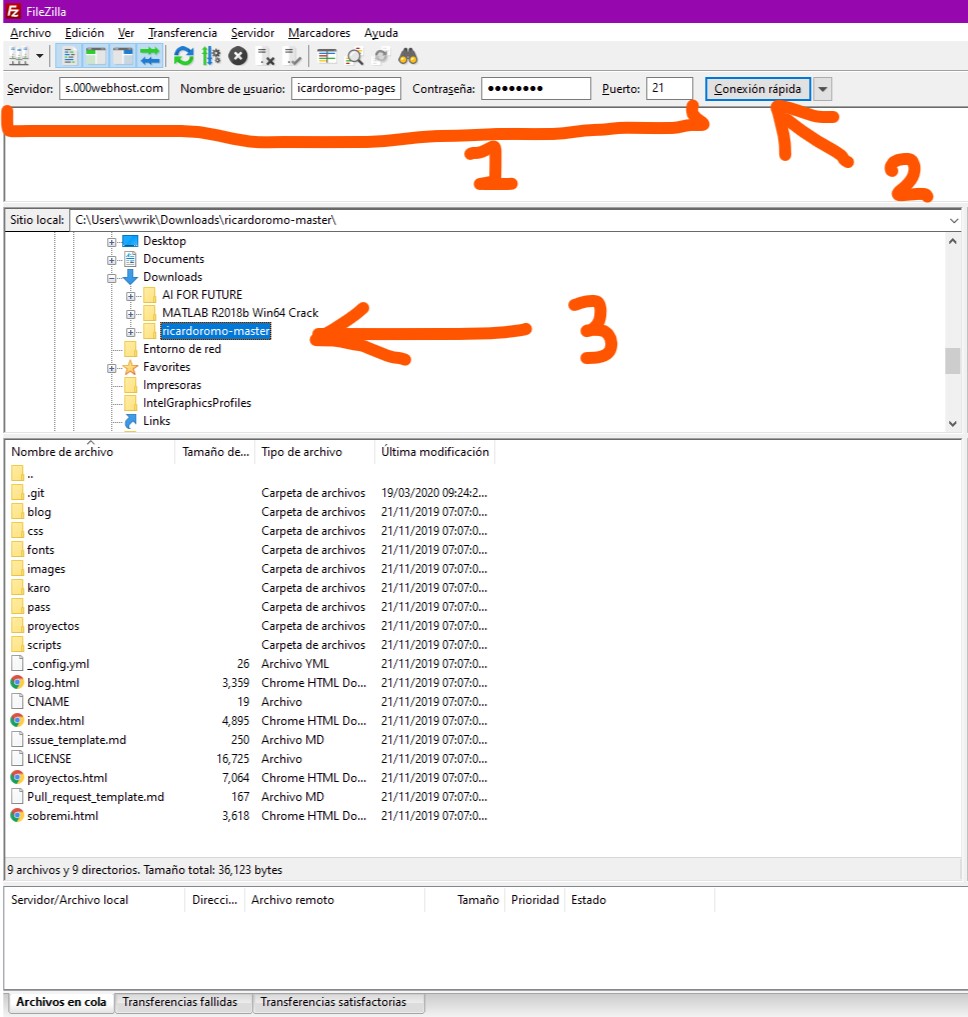 FileZilla
Archivo Edición Ver Transferencia Servidor Marcadores Ayuda
Servidor: s.000webhost.com Nombre de usuario: icardoromo-pages Contraseña: ●●●●●●●● Puerto: 21 Conexión rápida
1
2
Sitio local: C:\Users\wwrik\Downloads\ricardoromo-master\
Desktop
Documents
Downloads
AI FOR FUTURE
MATLAB R2018b Win64 Crack
ricardoromo-master
3
Entorno de red
Favorites
Impresoras
IntelGraphicsProfiles
Links
Nombre de archivo Tamaño de... Tipo de archivo Última modificación
..
.git Carpeta de archivos 19/03/2020 09:24:2...
blog Carpeta de archivos 21/11/2019 07:07:0...
css Carpeta de archivos 21/11/2019 07:07:0...
fonts Carpeta de archivos 21/11/2019 07:07:0...
images Carpeta de archivos 21/11/2019 07:07:0...
karo Carpeta de archivos 21/11/2019 07:07:0...
pass Carpeta de archivos 21/11/2019 07:07:0...
proyectos Carpeta de archivos 21/11/2019 07:07:0...
scripts Carpeta de archivos 21/11/2019 07:07:0...
_config.yml 26 Archivo YML 21/11/2019 07:07:0...
blog.html 3,359 Chrome HTML Do... 21/11/2019 07:07:0...
CNAME 19 Archivo 21/11/2019 07:07:0...
index.html 4,895 Chrome HTML Do... 21/11/2019 07:07:0...
issue_template.md 250 Archivo MD 21/11/2019 07:07:0...
LICENSE 16,725 Archivo 21/11/2019 07:07:0...
proyectos.html 7,064 Chrome HTML Do... 21/11/2019 07:07:0...
Pull_request_template.md 167 Archivo MD 21/11/2019 07:07:0...
sobremi.html 3,618 Chrome HTML Do... 21/11/2019 07:07:0...
9 archivos y 9 directorios. Tamaño total: 36,123 bytes
Servidor/Archivo local Direcci... Archivo remoto Tamaño Prioridad Estado
Archivos en cola Transferencias fallidas Transferencias satisfactorias